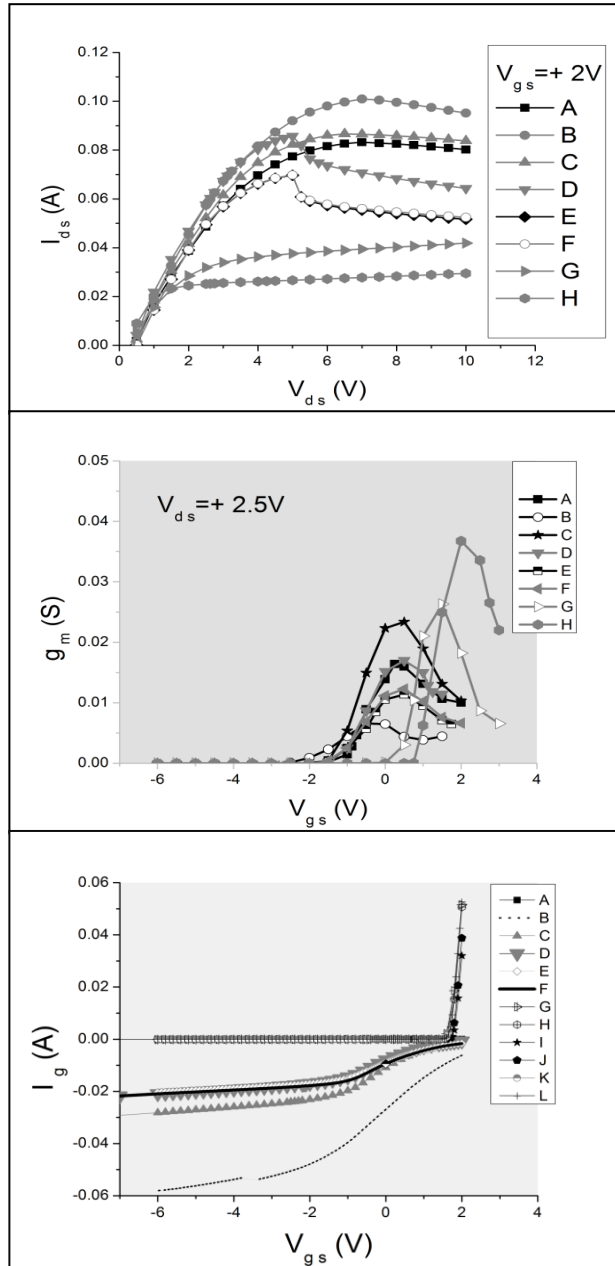 0.12
0.10
0.08
0.06
0.04
0.02
0.00
I ds (A)
0 2 4 6 8 10 12
V ds (V)
V gs =+ 2V
A
B
C
D
E
F
G
H
0.05
0.04
0.03
0.02
0.01
0.00
g m (S)
V ds =+ 2.5V
-6 -4 -2 0 2 4
V gs (V)
A
B
C
D
E
F
G
H
0.06
0.04
0.02
0.00
-0.02
-0.04
-0.06
I g (A)
-6 -4 -2 0 2 4
V gs (V)
A
B
C
D
E
F
G
H
I
J
K
L